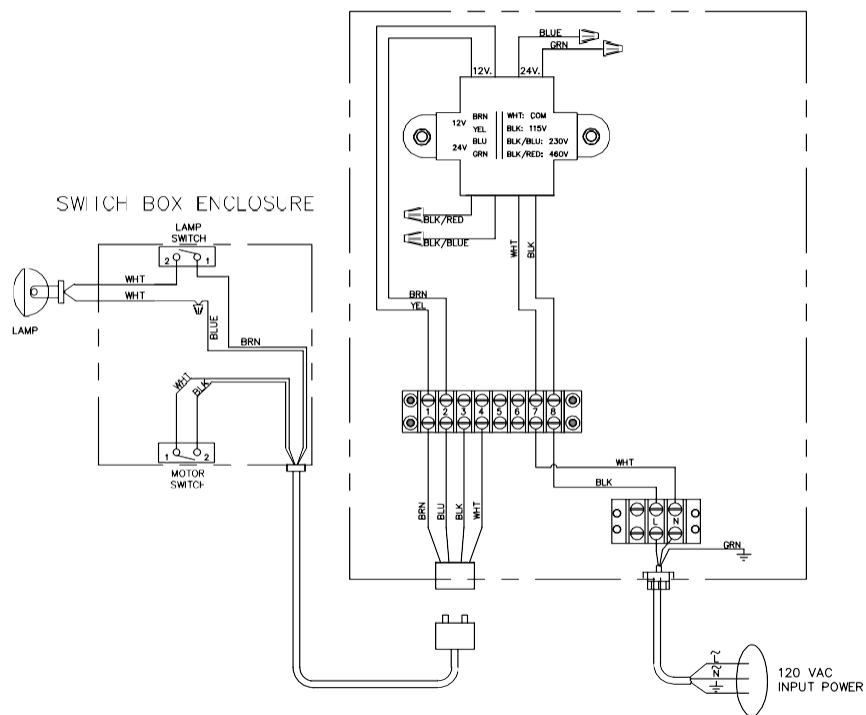 BLUE
GRN
12V. 24V.
12V BRN WHT: COM
YEL BLK: 115V
24V BLU BLK/BLU: 230V
GRN BLK/RED: 460V
SWITCH BOX ENCLOSURE
BLK/RED
BLK/BLUE
WHT
BLK
LAMP
SWITCH
2 1
WHT
WHT
LAMP
BLUE
BRN
BRN
YEL
WHT
BLK
1 2
MOTOR
SWITCH
1 2 3 4 5 6 7 8
WHT
BLK
BRN
BLU
BLK
WHT
L N
GRN
L
N
120 VAC
INPUT POWER